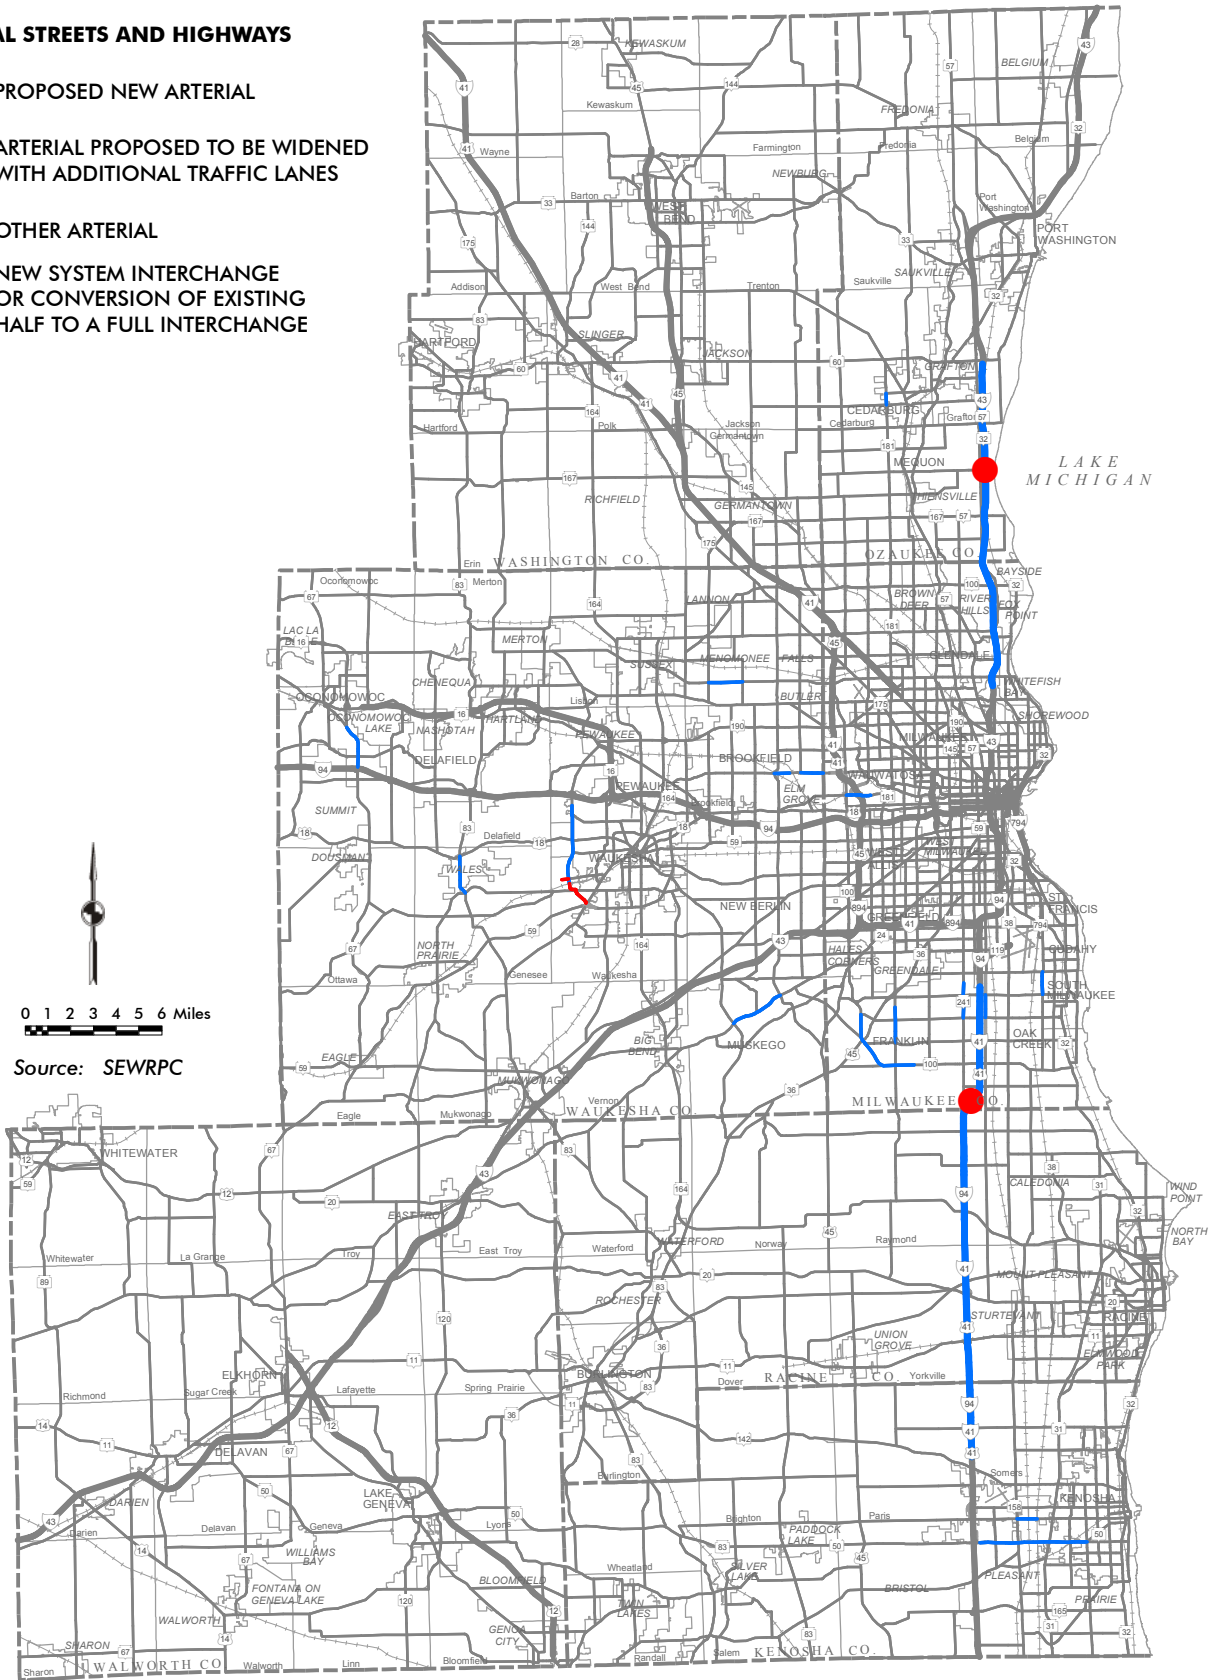 AL STREETS AND HIGHWAYS
PROPOSED NEW ARTERIAL
ARTERIAL PROPOSED TO BE WIDENED
WITH ADDITIONAL TRAFFIC LANES
OTHER ARTERIAL
NEW SYSTEM INTERCHANGE
OR CONVERSION OF EXISTING
HALF TO A FULL INTERCHANGE
KEWASKUM
Kewaskum
BELGIUM
Belgium
FREDONIA
Fredonia
Wayne
Farmington
NEWBURG
Barton
WEST
BEND
Port
Washington
PORT
WASHINGTON
SAUKVILLE
Saukville
Addison
West Bend
Trenton
HARTFORD
SLINGER
JACKSON
GRAFTON
CEDARBURG
Grafton
Hartford
Polk
Jackson
Germantown
Cedarburg
MEQUON
LAKE
MICHIGAN
RICHFIELD
GERMANTOWN
THIENSVILLE
Erin
WASHINGTON CO.
OZAUKEE CO.
Oconomowoc
Merton
LANNON
BAYSIDE
BROWN
DEER
RIVER
HILLS
FOX
POINT
LAC LA
MERTON
SUSSEX
MENOMONEE FALLS
GLENDALE
CHENEQUA
OCONOMOWOC
OCONOMOWOC
LAKE
HARTLAND
NASHOTAH
Lisbon
PEWAUKEE
BUTLER
WHITEFISH
BAY
SHOREWOOD
MILWAUKEE
DELAFIELD
BROOKFIELD
PEWAUKEE
Brookfield
ELM
GROVE
WAUWATOSA
SUMMIT
Delafield
DOUSMAN
WALES
WAUKESHA
WEST
MILWAUKEE
WEST
ALLIS
NEW BERLIN
GREENFIELD
ST.
FRANCIS
NORTH
PRAIRIE
Ottawa
Genesee
Waukesha
HALES
CORNERS
GREENDALE
CUDAHY
SOUTH
MILWAUKEE
0 1 2 3 4 5 6 Miles
Source: SEWRPC
EAGLE
BIG
BEND
MUSKEGO
FRANKLIN
OAK
CREEK
MUKWONAGO
Eagle
Mukwonago
Vernon
WAUKESHA CO.
MILWAUKEE CO.
WHITEWATER
CALEDONIA
WIND
POINT
NORTH
BAY
EAST TROY
Whitewater
La Grange
Troy
East Troy
Waterford
WATERFORD
Norway
Raymond
ROCHESTER
MOUNT PLEASANT
STURTEVANT
RACINE
UNION
GROVE
ELMWOOD
PARK
ELKHORN
BURLINGTON
Dover
RACINE CO.
Yorkville
Richmond
Sugar Creek
Lafayette
Spring Prairie
DELAVAN
Burlington
Somers
DARIEN
LAKE
GENEVA
KENOSHA
Darien
Delavan
Geneva
Lyons
Brighton
Paris
PADDOCK
LAKE
WILLIAMS
BAY
FONTANA ON
GENEVA LAKE
BLOOMFIELD
Wheatland
SILVER
LAKE
BRISTOL
PLEASANT
PRAIRIE
WALWORTH
TWIN
LAKES
GENOA
CITY
SHARON
Sharon
WALWORTH CO
Walworth
Linn
Bloomfield
Randall
Salem
KENOSHA CO.